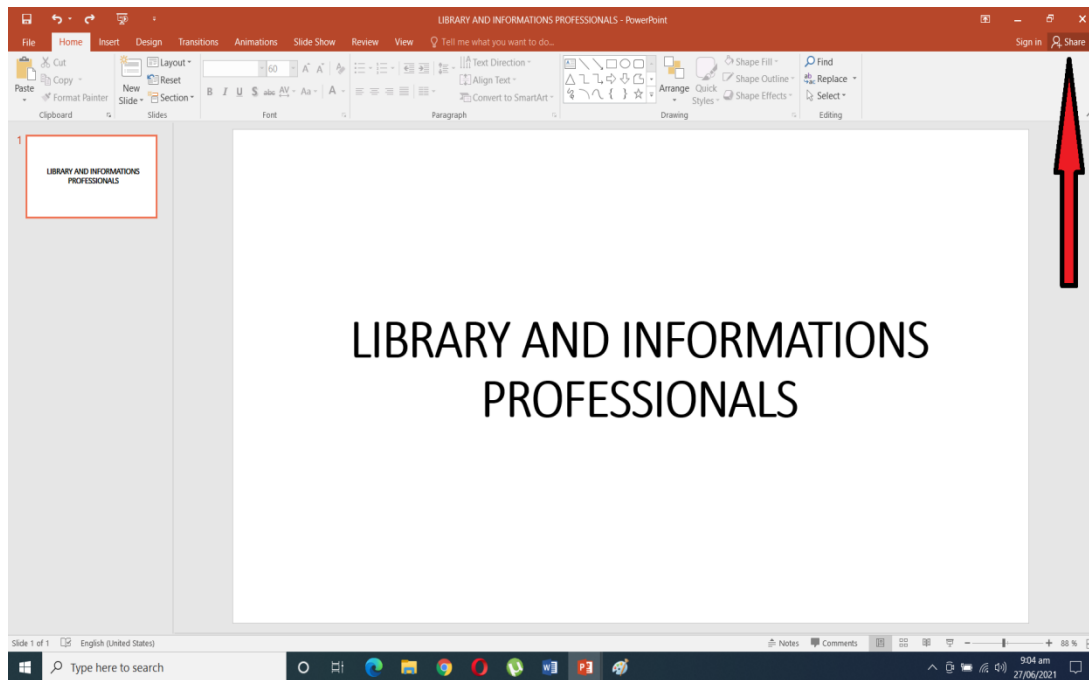 LIBRARY AND INFORMATIONS PROFESSIONALS - PowerPoint
File Home Insert Design Transitions Animations Slide Show Review View Tell me what you want to do... Sign in Share
Cut
Copy
Format Painter
Paste
Clipboard
New
Slide
Layout
Reset
Section
Slides
60
B I U S abc AV Aa A
Font
Text Direction
Align Text
Convert to SmartArt
Paragraph
Arrange
Quick
Styles
Shape Fill
Shape Outline
Shape Effects
Drawing
Find
Replace
Select
Editing
1
LIBRARY AND INFORMATIONS
PROFESSIONALS
LIBRARY AND INFORMATIONS
PROFESSIONALS
Slide 1 of 1 English (United States) Notes Comments 88 %
Type here to search
9:04 am
27/06/2021